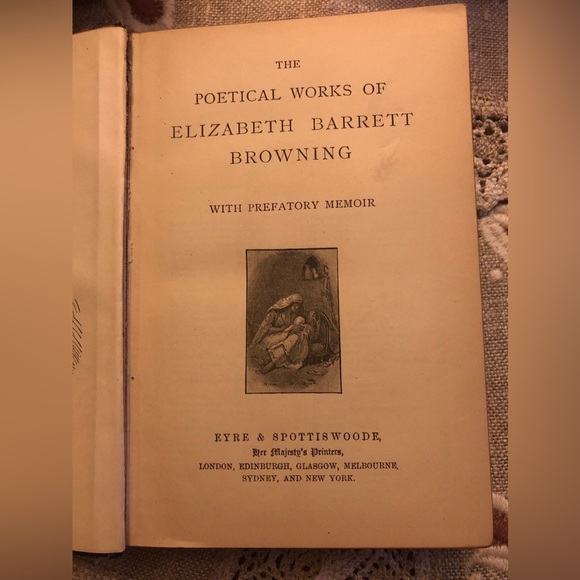 THE
POETICAL WORKS OF
ELIZABETH BARRETT
BROWNING
WITH PREFATORY MEMOIR
EYRE & SPOTTISWOODE,
Her Majesty's Printers,
LONDON, EDINBURGH, GLASGOW, MELBOURNE,
SYDNEY, AND NEW YORK.